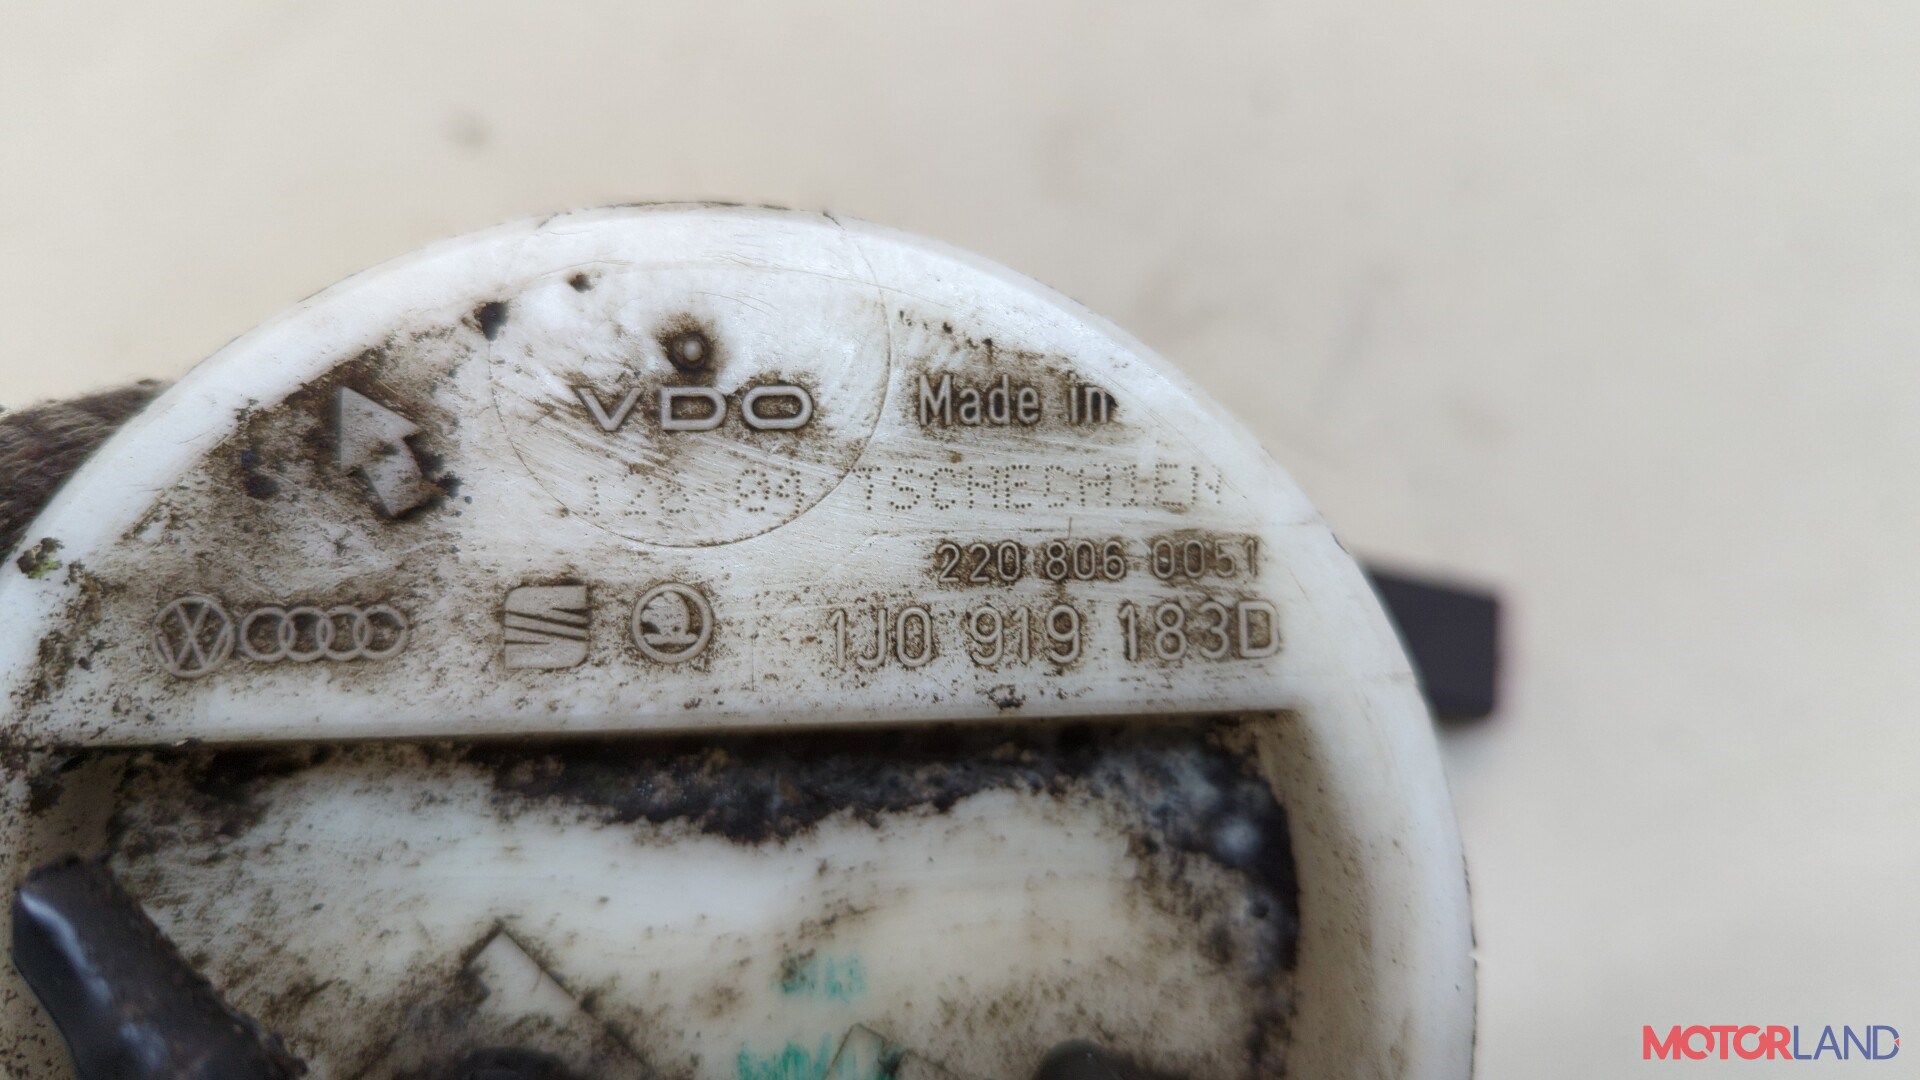 VDO
Made in
TSCHECHIEN
220 806 0051
1J0 919 183D
MOTORLAND